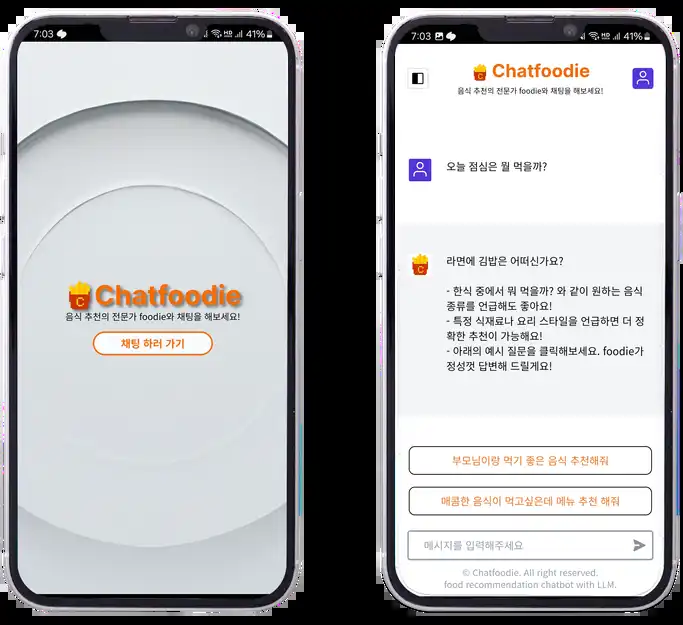 7:03
41%
Chatfoodie
음식 추천의 전문가 foodie와 채팅을 해보세요!
채팅 하러 가기
7:03
41%
Chatfoodie
음식 추천의 전문가 foodie와 채팅을 해보세요!
오늘 점심은 뭘 먹을까?
라면에 김밥은 어떠신가요?
- 한식 중에서 뭐 먹을까? 와 같이 원하는 음식
종류를 언급해도 좋아요!
- 특정 식재료나 요리 스타일을 언급하면 더 정
확한 추천이 가능해요!
- 아래의 예시 질문을 클릭해보세요. foodie가
정성껏 답변해 드릴게요!
부모님이랑 먹기 좋은 음식 추천해줘
매콤한 음식이 먹고싶은데 메뉴 추천 해줘
메시지를 입력해주세요
© Chatfoodie. All right reserved.
food recommendation chatbot with LLM.